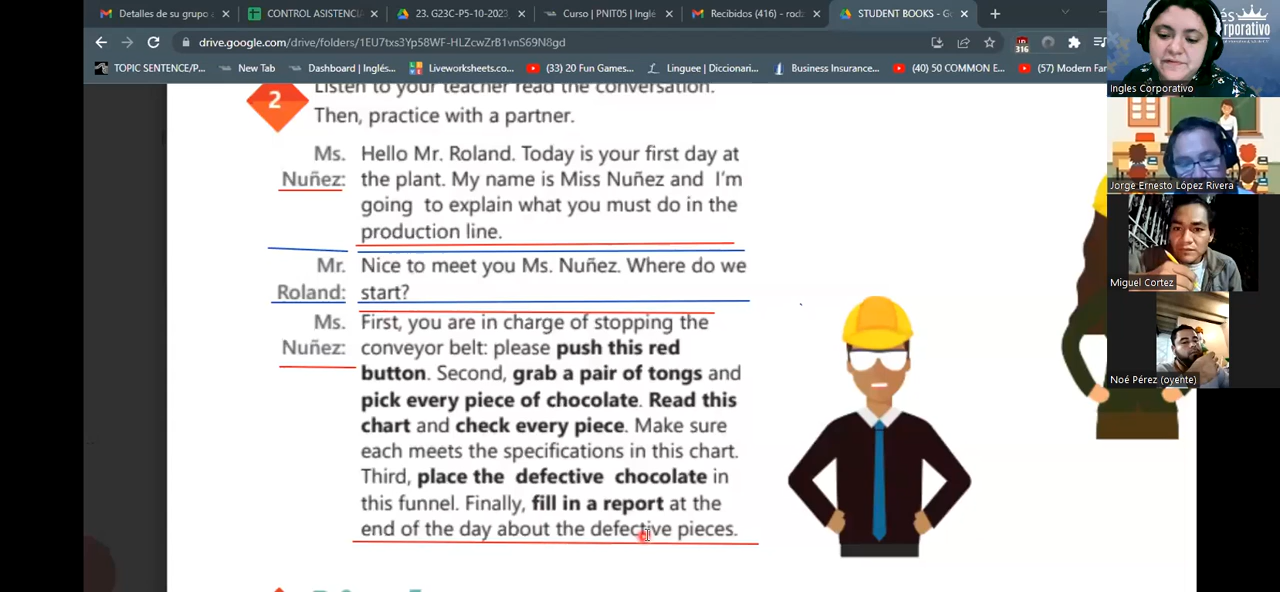 Detalles de su grupo
CONTROL ASISTENCI
23. G23C-P5-10-2023
Curso | PNIT05 | Inglé
Recibidos (416) - rod
STUDENT BOOKS - G
drive.google.com/drive/folders/1EU7txs3Yp58WF-HLZcwZrB1vnS69N8gd
316
TOPIC SENTENCE/P...
New Tab
Dashboard | Inglés...
Liveworksheets.co...
(33) 20 Fun Games...
Linguee | Diccionari...
Business Insurance...
(40) 50 COMMON E...
(57) Modern Far
2
Listen to your teacher read the conversation.
Then, practice with a partner.
Ms. Hello Mr. Roland. Today is your first day at
Nuñez: the plant. My name is Miss Nuñez and I'm
going to explain what you must do in the
production line.
Mr. Nice to meet you Ms. Nuñez. Where do we
Roland: start?
Ms. First, you are in charge of stopping the
Nuñez: conveyor belt: please push this red
button. Second, grab a pair of tongs and
pick every piece of chocolate. Read this
chart and check every piece. Make sure
each meets the specifications in this chart.
Third, place the defective chocolate in
this funnel. Finally, fill in a report at the
end of the day about the defective pieces.
és
orporativo
Ingles Corporativo
Jorge Ernesto López Rivera
Miguel Cortez
Noé Pérez (oyente)